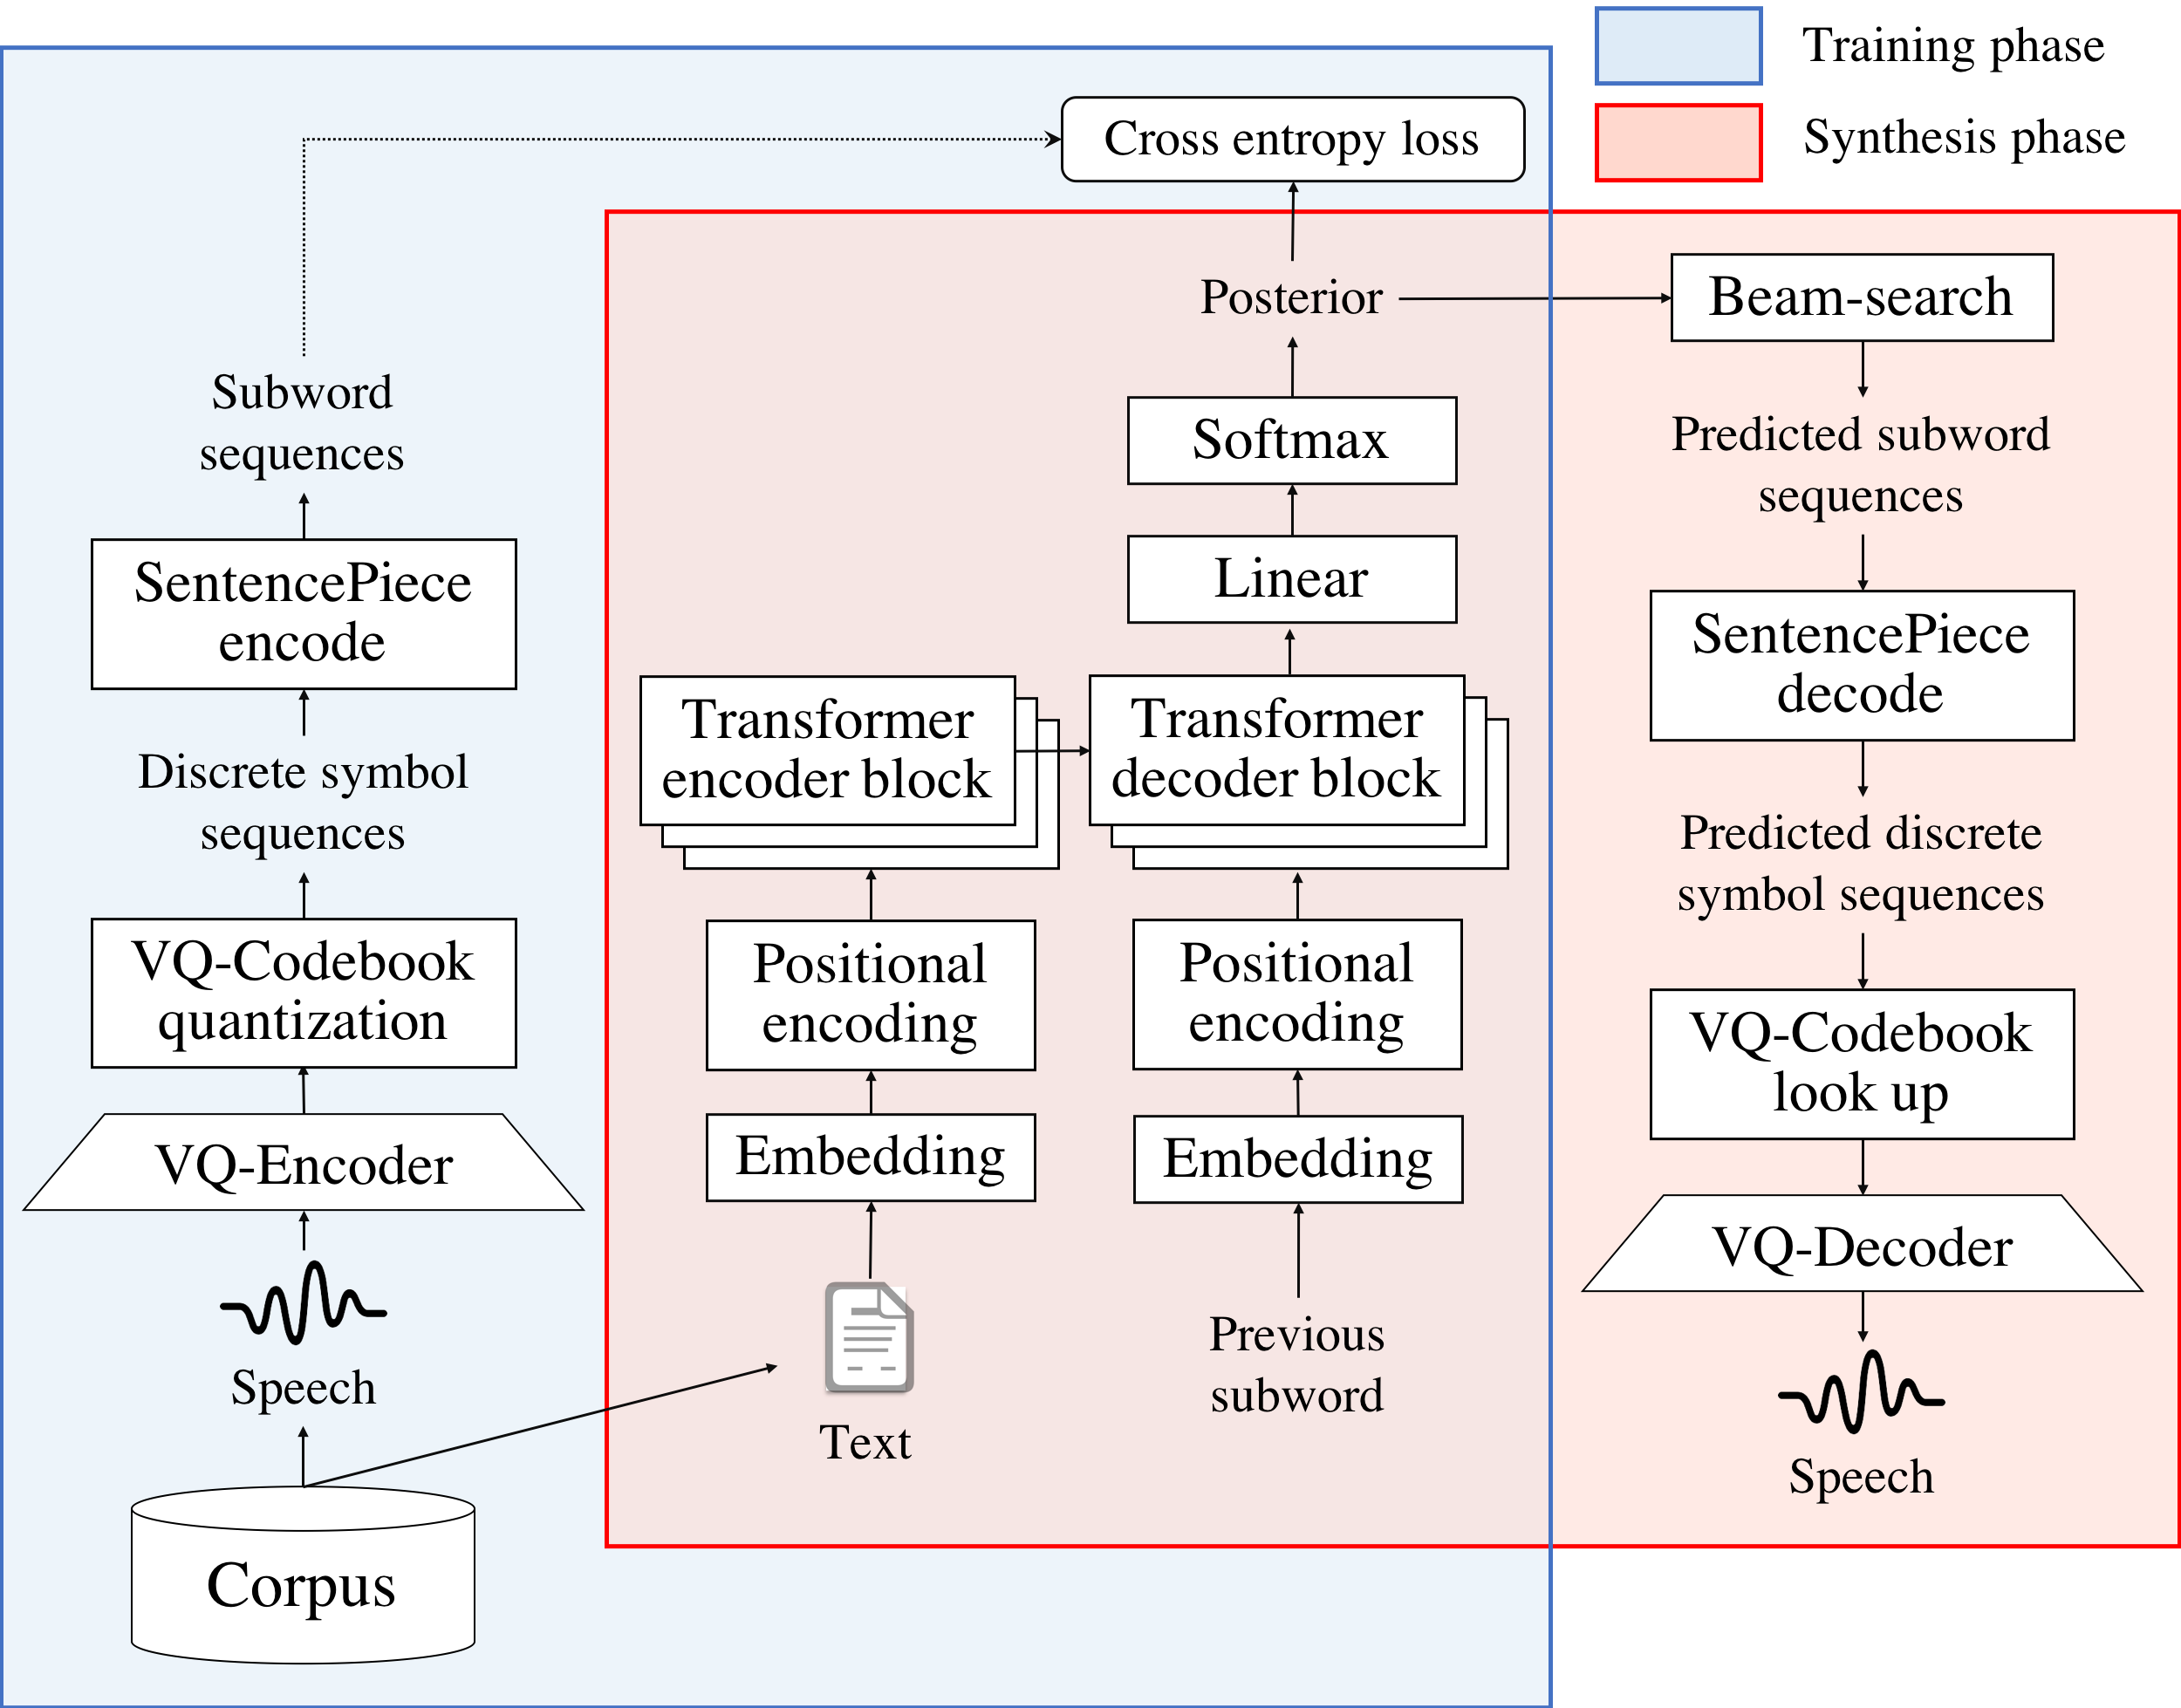 Training phase
Synthesis phase
Cross entropy loss
Posterior
Beam-search
Subword
sequences
Softmax
Predicted subword
sequences
Linear
SentencePiece
encode
SentencePiece
decode
Transformer
encoder block
Transformer
decoder block
Discrete symbol
sequences
Predicted discrete
symbol sequences
VQ-Codebook
quantization
Positional
encoding
Positional
encoding
VQ-Codebook
look up
VQ-Encoder
Embedding
Embedding
VQ-Decoder
Speech
Text
Previous
subword
Speech
Corpus